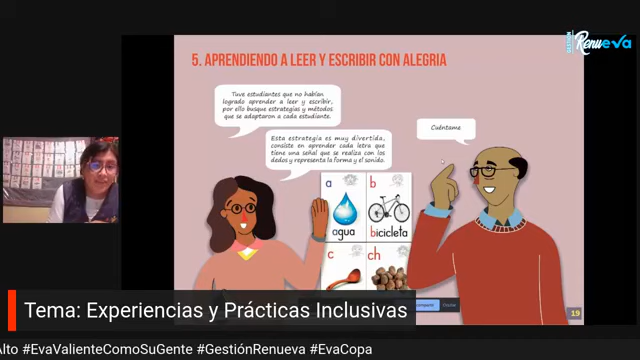 GESTIÓN
Renueva
5. APRENDIENDO A LEER Y ESCRIBIR CON ALEGRIA
Tuve estudiantes que no habían
logrado aprender a leer y escribir,
por ello busque estrategias y métodos
que se adaptaron a cada estudiante.
Cuéntame
Esta estrategia es muy divertida,
consiste en aprender cada letra que
tiene una señal que se realiza con los
dedos y representa la forma y el sonido.
a
b
agua
bicicleta
c
ch
19
Tema: Experiencias y Prácticas Inclusivas
Alto #EvaValienteComoSuGente #GestiónRenueva #EvaCopa